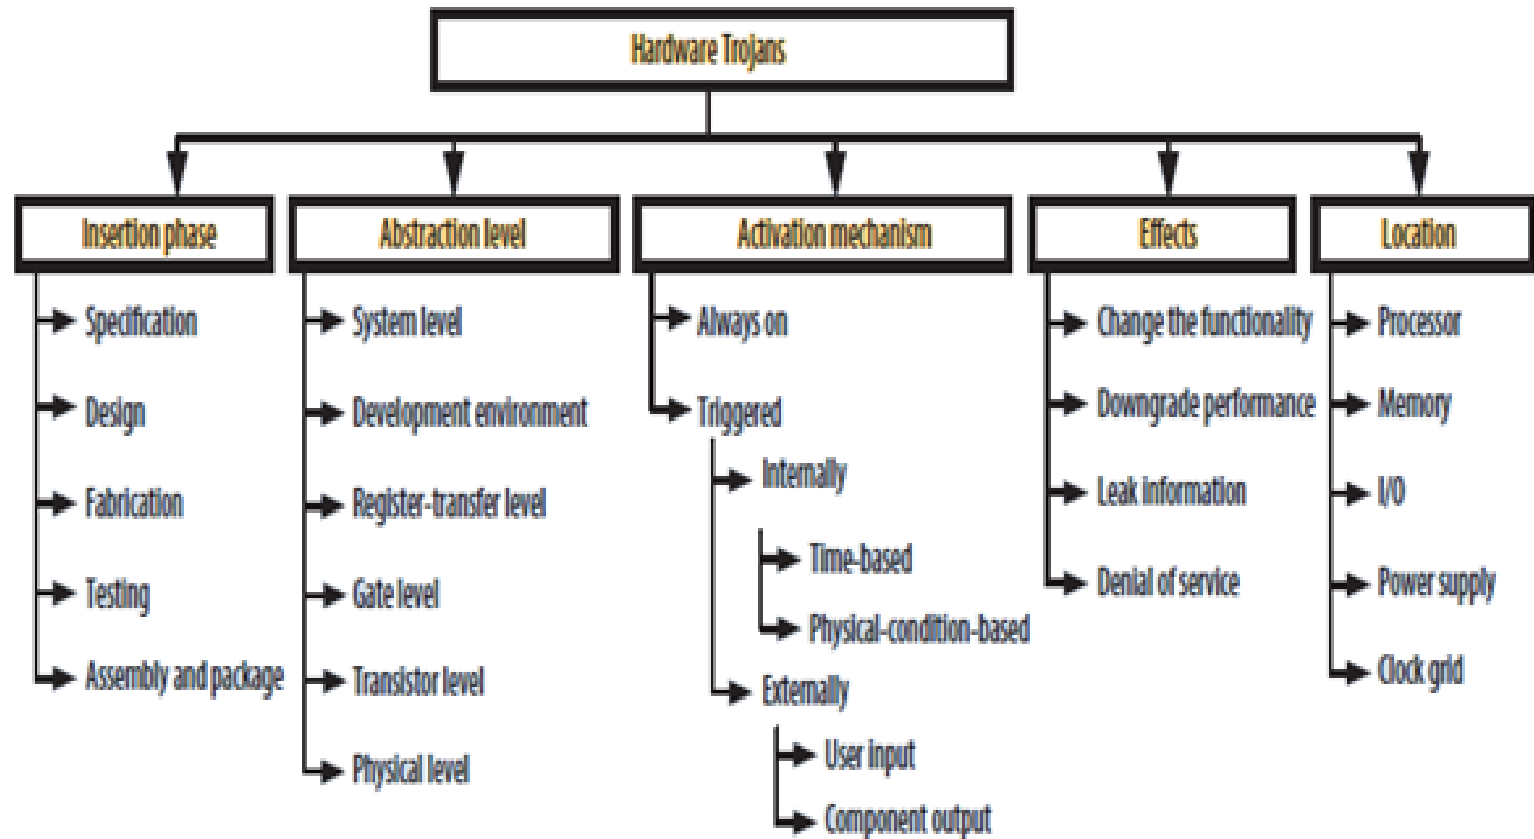 Hardware Trojans
Insertion phase
Specification
Design
Fabrication
Testing
Assembly and package
Abstraction level
System level
Development environment
Register-transfer level
Gate level
Transistor level
Physical level
Activation mechanism
Always on
Triggered
Internally
Time-based
Physical-condition-based
Externally
User input
Component output
Effects
Change the functionality
Downgrade performance
Leak information
Denial of service
Location
Processor
Memory
I/O
Power supply
Clock grid